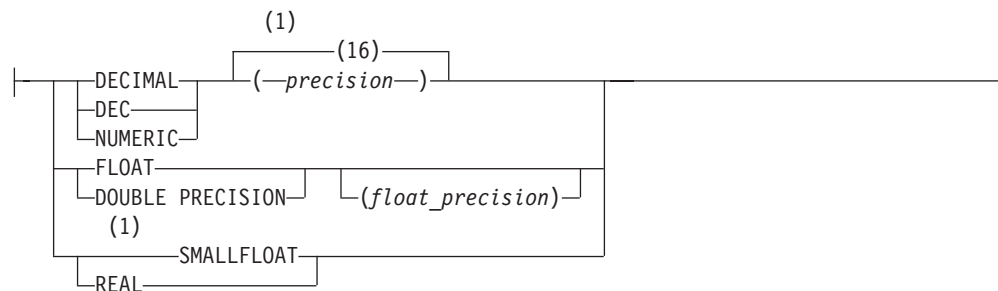 (1)
(16)
DECIMAL ( precision )
DEC
NUMERIC
FLOAT
DOUBLE PRECISION (float_precision)
(1)
SMALLFLOAT
REAL